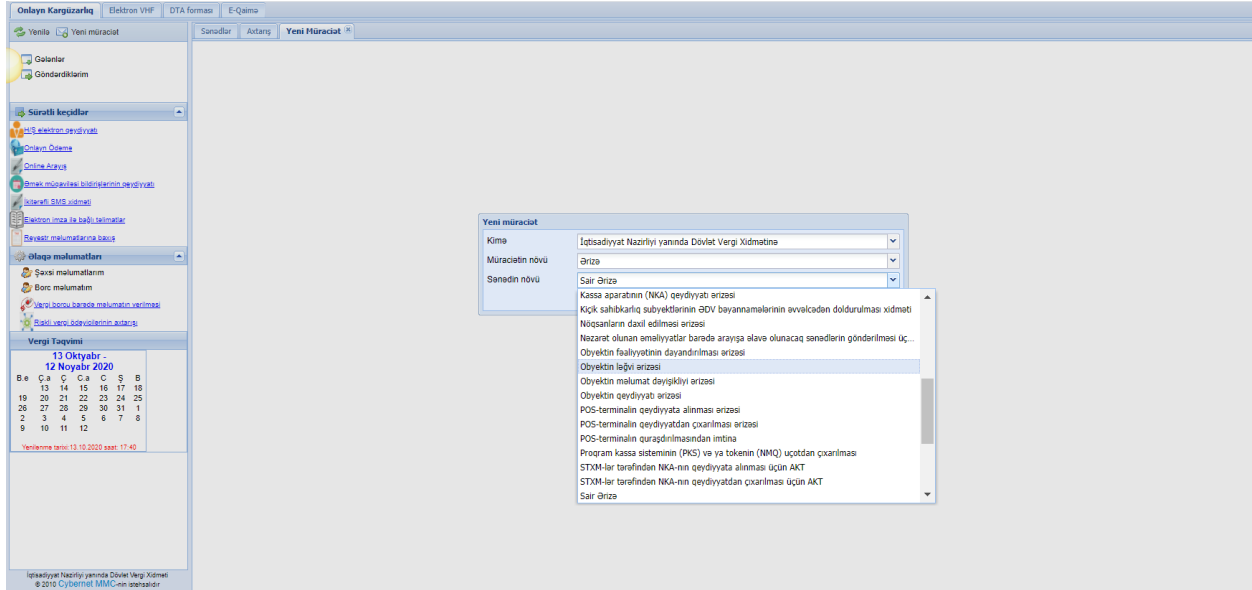 Onlayn Kargüzarlıq Elektron VHF DTA forması E-Qaimə
Yenilə Yeni müraciət
Sənədlər Axtarış Yeni Müraciət
Gələnlər
Göndərdiklərim
Sürətli keçidlər
H/Ş elektron qeydiyyatı
Onlayn Ödəmə
Online Arayış
Əmək müqaviləsi bildirişlərinin qeydiyyatı
İkitərəfli SMS xidməti
Elektron imza ilə bağlı təlimatlar
Reyestr məlumatlarına baxış
Əlaqə məlumatları
Şəxsi məlumatlarım
Borc məlumatım
Vergi borcu barədə məlumatın verilməsi
Riskli vergi ödəyicilərinin axtarışı
Vergi Təqvimi
13 Oktyabr -
12 Noyabr 2020
B.e Ç.a Ç C.a C Ş B
13 14 15 16 17 18
19 20 21 22 23 24 25
26 27 28 29 30 31 1
2 3 4 5 6 7 8
9 10 11 12
Yenilənmə tarixi:13.10.2020 saat: 17:40
İqtisadiyyat Nazirliyi yanında Dövlət Vergi Xidməti
© 2010 Cybernet MMC-nin istehsalıdır
Yeni müraciət
Kimə İqtisadiyyat Nazirliyi yanında Dövlət Vergi Xidmətinə
Müraciətin növü Ərizə
Sənədin növü Sair Ərizə
Kassa aparatının (NKA) qeydiyyatı ərizəsi
Kiçik sahibkarlıq subyektlərinin ƏDV bəyannamələrinin əvvəlcədən doldurulması xidməti
Nöqsanların daxil edilməsi ərizəsi
Nəzarət olunan əməliyyatlar barədə arayışa əlavə olunacaq sənədlərin göndərilməsi üç...
Obyektin fəaliyyətinin dayandırılması ərizəsi
Obyektin ləğvi ərizəsi
Obyektin məlumat dəyişikliyi ərizəsi
Obyektin qeydiyyatı ərizəsi
POS-terminalın qeydiyyata alınması ərizəsi
POS-terminalın qeydiyyatdan çıxarılması ərizəsi
POS-terminalın quraşdırılmasından imtina
Proqram kassa sisteminin (PKS) və ya tokenin (NMQ) uçotdan çıxarılması
STXM-lər tərəfindən NKA-nın qeydiyyata alınması üçün AKT
STXM-lər tərəfindən NKA-nın qeydiyyatdan çıxarılması üçün AKT
Sair Ərizə